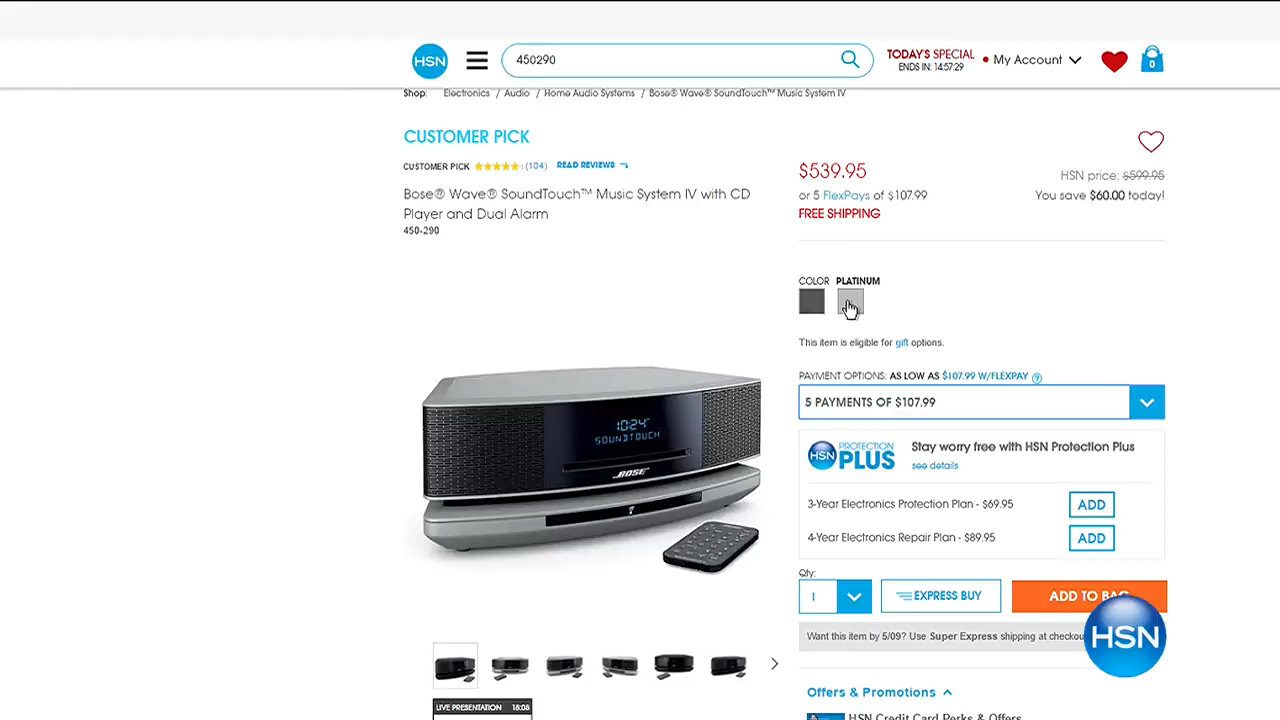 HSN
450290
TODAY'S SPECIAL
ENDS IN: 14:57:29
My Account
0
Shop: Electronics / Audio / Home Audio Systems / Bose® Wave® SoundTouch™ Music System IV
CUSTOMER PICK
CUSTOMER PICK (104) READ REVIEWS
Bose® Wave® SoundTouch™ Music System IV with CD
Player and Dual Alarm
450-290
$539.95
or 5 FlexPays of $107.99
FREE SHIPPING
HSN price: $599.95
You save $60.00 today!
COLOR PLATINUM
This item is eligible for gift options.
PAYMENT OPTIONS: AS LOW AS $107.99 W/FLEXPAY ?
5 PAYMENTS OF $107.99
HSN PROTECTION PLUS
Stay worry free with HSN Protection Plus
see details
3-Year Electronics Protection Plan - $69.95 ADD
4-Year Electronics Repair Plan - $89.95 ADD
Qty:
1
EXPRESS BUY
ADD TO BAG
Want this item by 5/09? Use Super Express shipping at checkou
HSN
Offers & Promotions
HSN Credit Card Perks & Offers
10:24
SOUNDTOUCH
BOSE
LIVE PRESENTATION 18:08